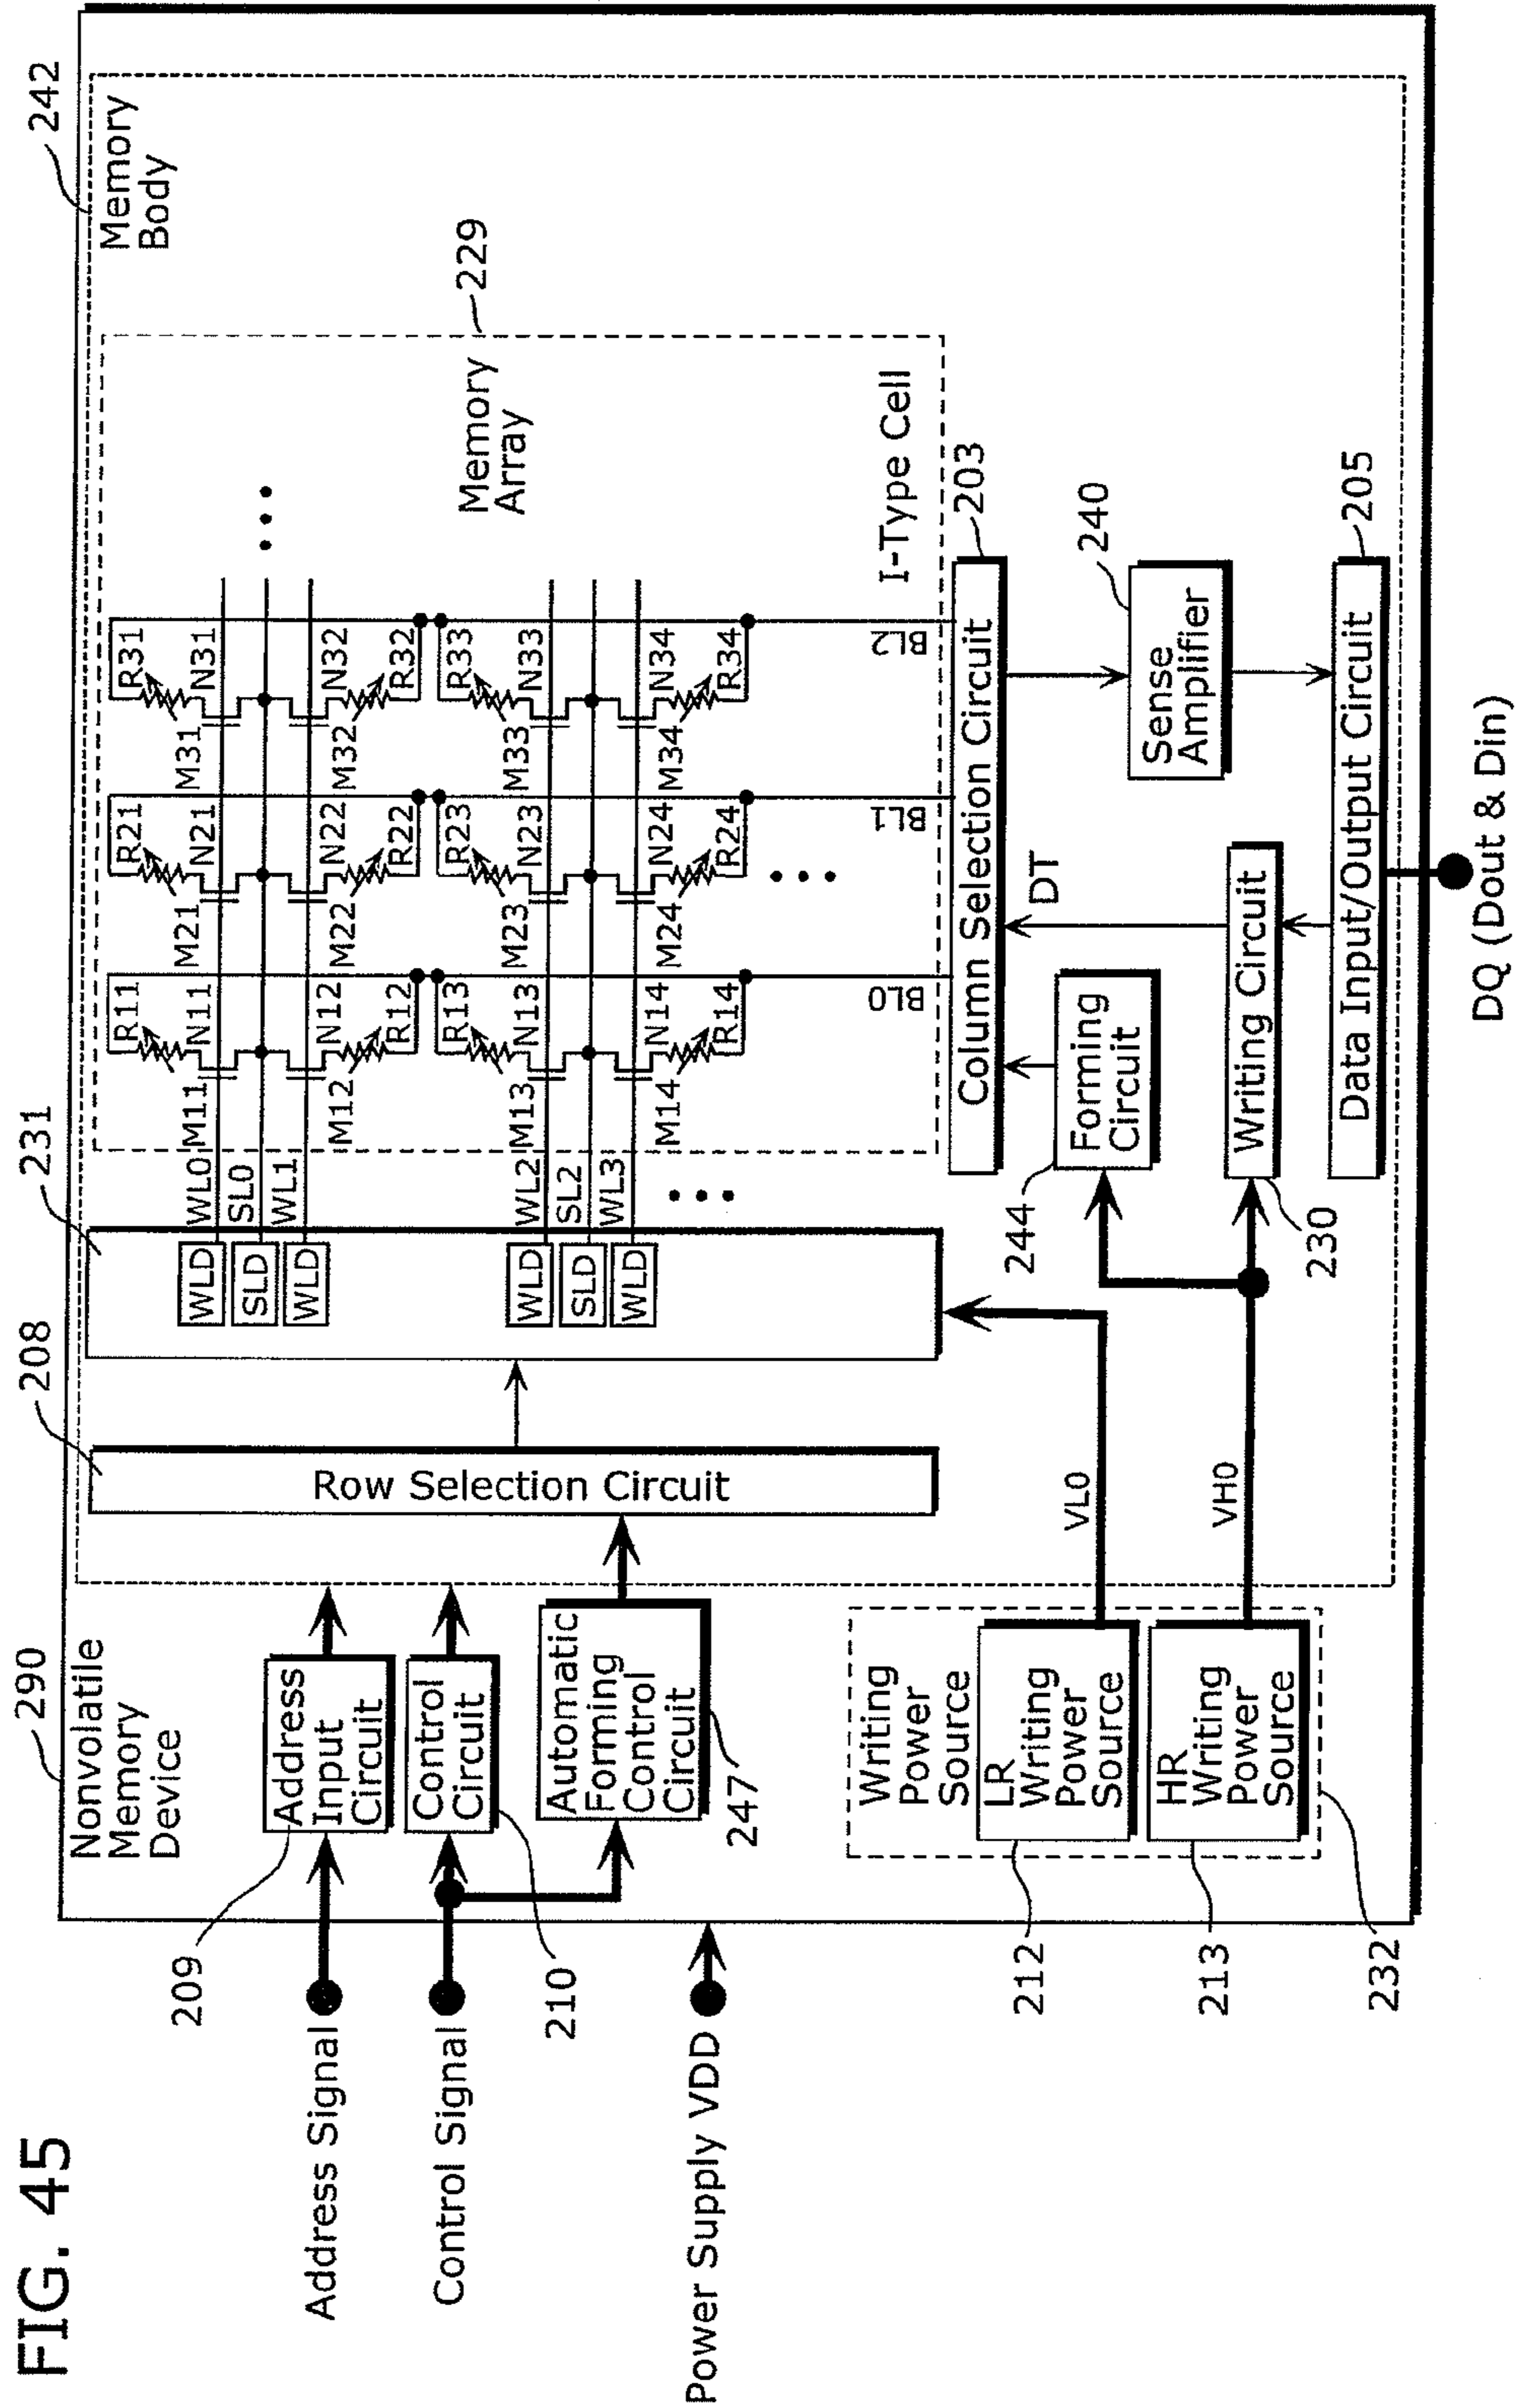 FIG. 45
290
Nonvolatile
Memory
Device
242
Memory
Body
208
231
229
Address Signal
209
Address
Input
Circuit
Control Signal
210
Control
Circuit
Automatic
Forming
Control
Circuit
247
Power Supply VDD
Row Selection Circuit
WLD
SLD
WLD
WLD
SLD
WLD
WL0
SL0
WL1
WL2
SL2
WL3
M11
R11
N11
M21
R21
N21
M31
R31
N31
M12
N12
R12
M22
N22
R22
M32
N32
R32
M13
R13
N13
M23
R23
N23
M33
R33
N33
M14
N14
R14
M24
N24
R24
M34
N34
R34
Memory
Array
BL0
BL1
BL2
I-Type Cell
Column Selection Circuit
203
Writing
Power
Source
212
LR
Writing
Power
Source
VL0
213
HR
Writing
Power
Source
VH0
232
244
Forming
Circuit
DT
Sense
Amplifier
240
230
Writing Circuit
Data Input/Output Circuit
205
DQ (Dout & Din)